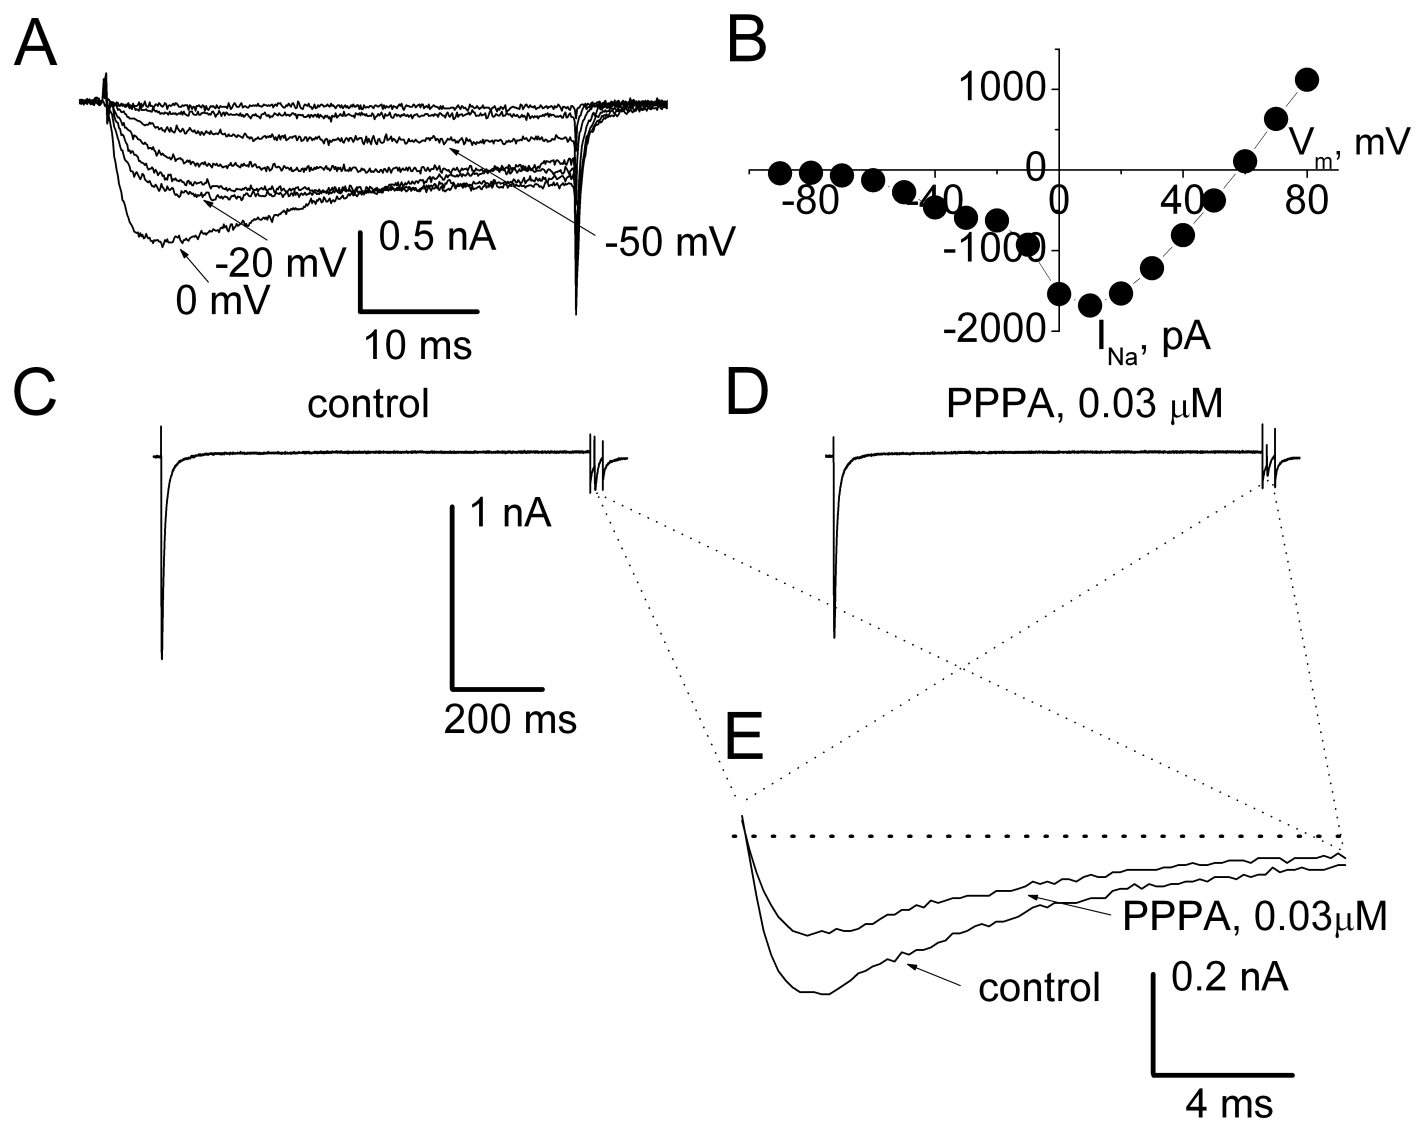 A
0.5 nA
-50 mV
-20 mV
0 mV
10 ms
B
1000
0
Vm, mV
-80
-40
0
40
80
-1000
-2000
INa, pA
C
control
1 nA
200 ms
D
PPPA, 0.03 μM
E
PPPA, 0.03μM
control
0.2 nA
4 ms